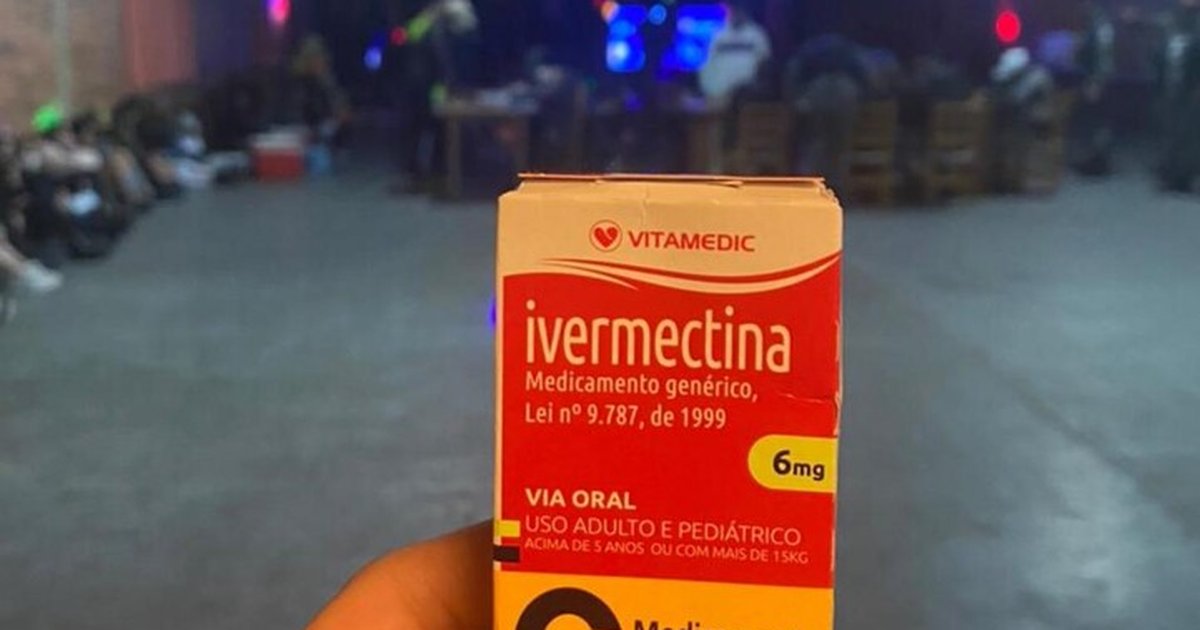 VITAMEDIC
ivermectina
Medicamento genérico,
Lei nº 9.787, de 1999
6mg
VIA ORAL
USO ADULTO E PEDIÁTRICO
ACIMA DE 5 ANOS OU COM MAIS DE 15KG